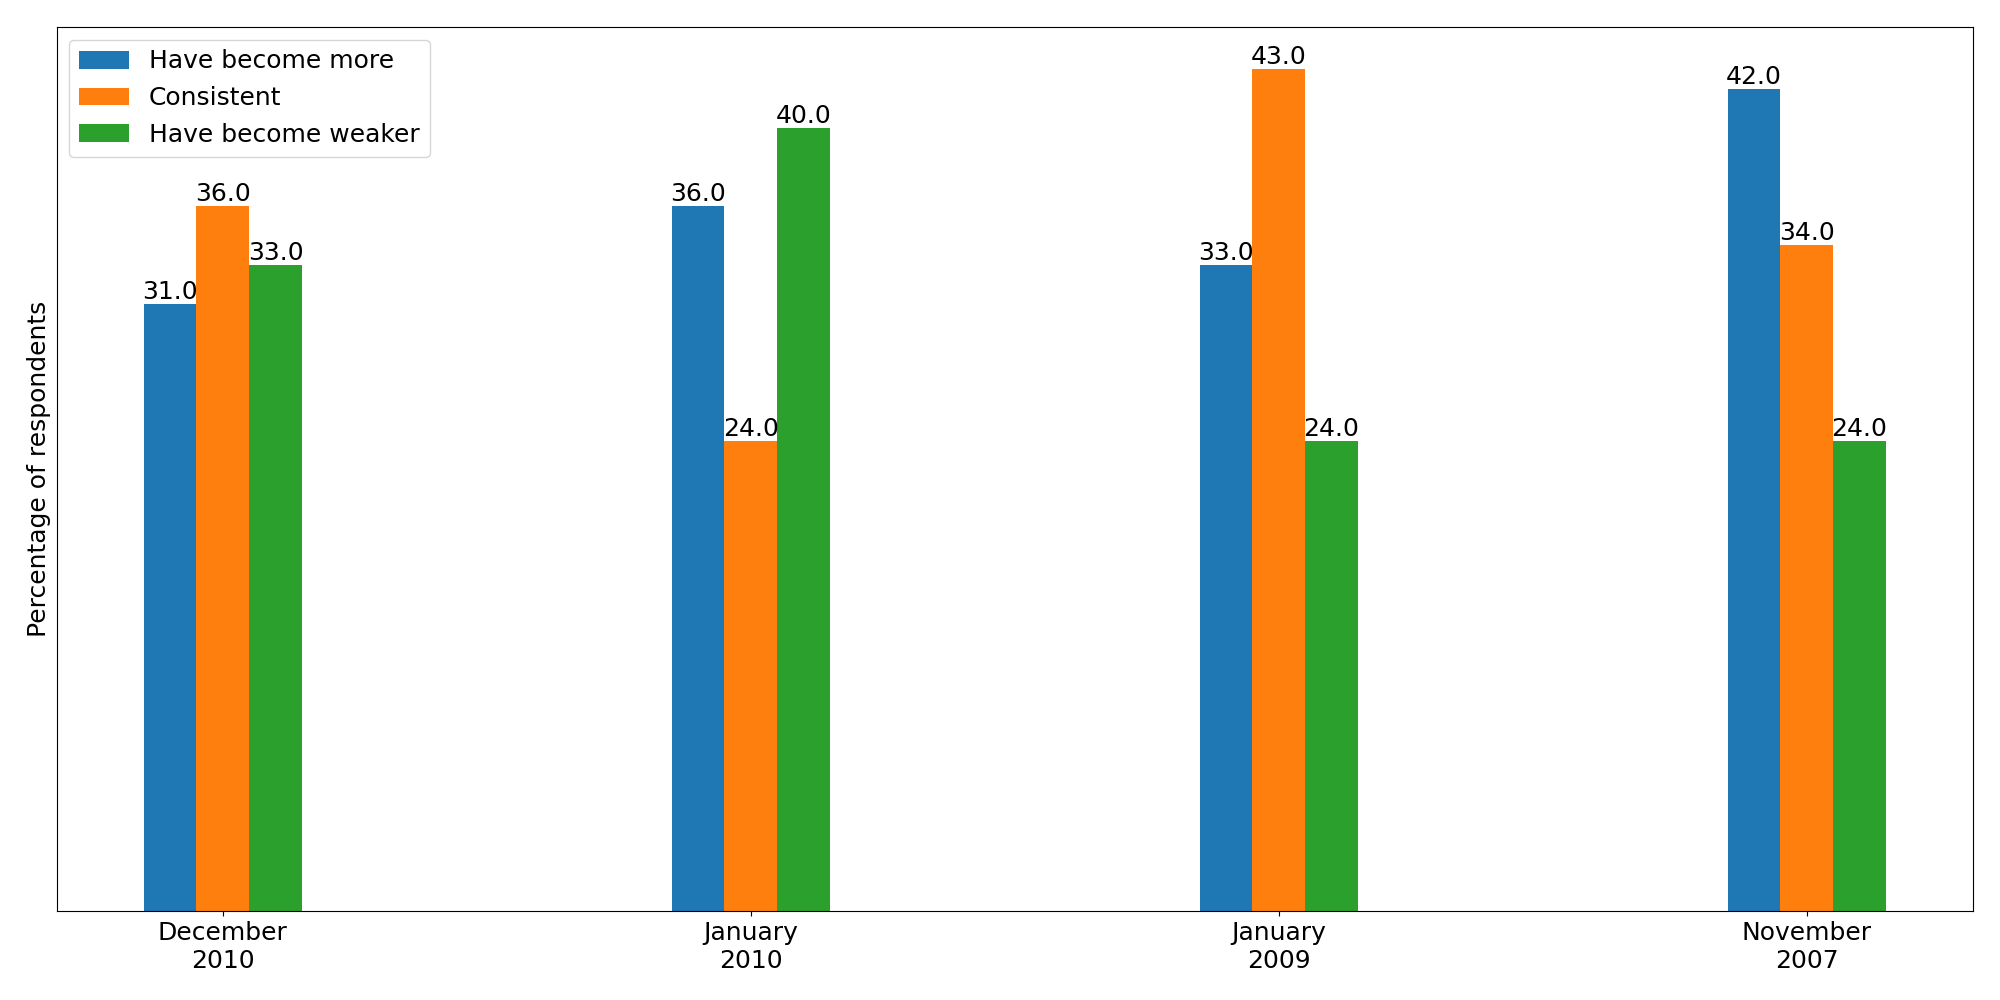 Have become more
Consistent
Have become weaker
Percentage of respondents
31.0
36.0
33.0
36.0
24.0
40.0
33.0
43.0
24.0
42.0
34.0
24.0
December
2010
January
2010
January
2009
November
2007